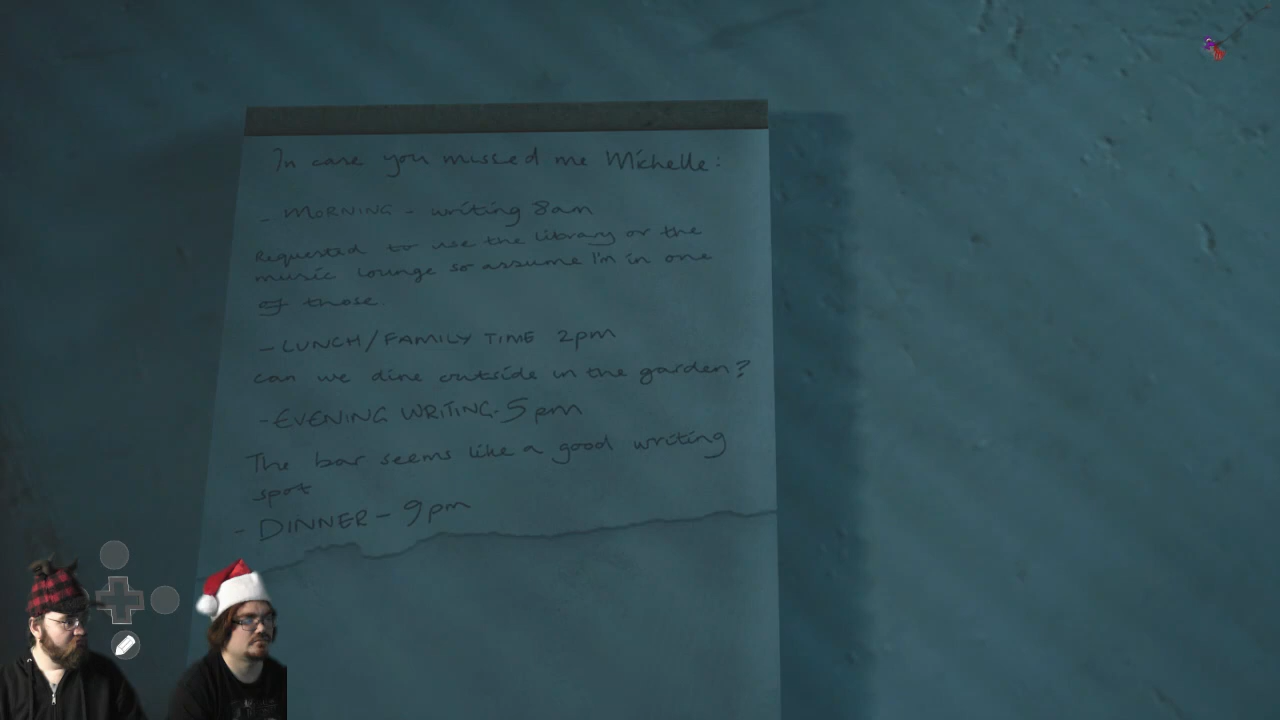 In case you missed me Michelle:
- MORNING - writing 8am
Requested to use the library or the
music lounge so assume I'm in one
of those.
- LUNCH/FAMILY TIME 2pm
can we dine outside in the garden?
- EVENING WRITING - 5pm
The bar seems like a good writing
spot
- DINNER - 9pm